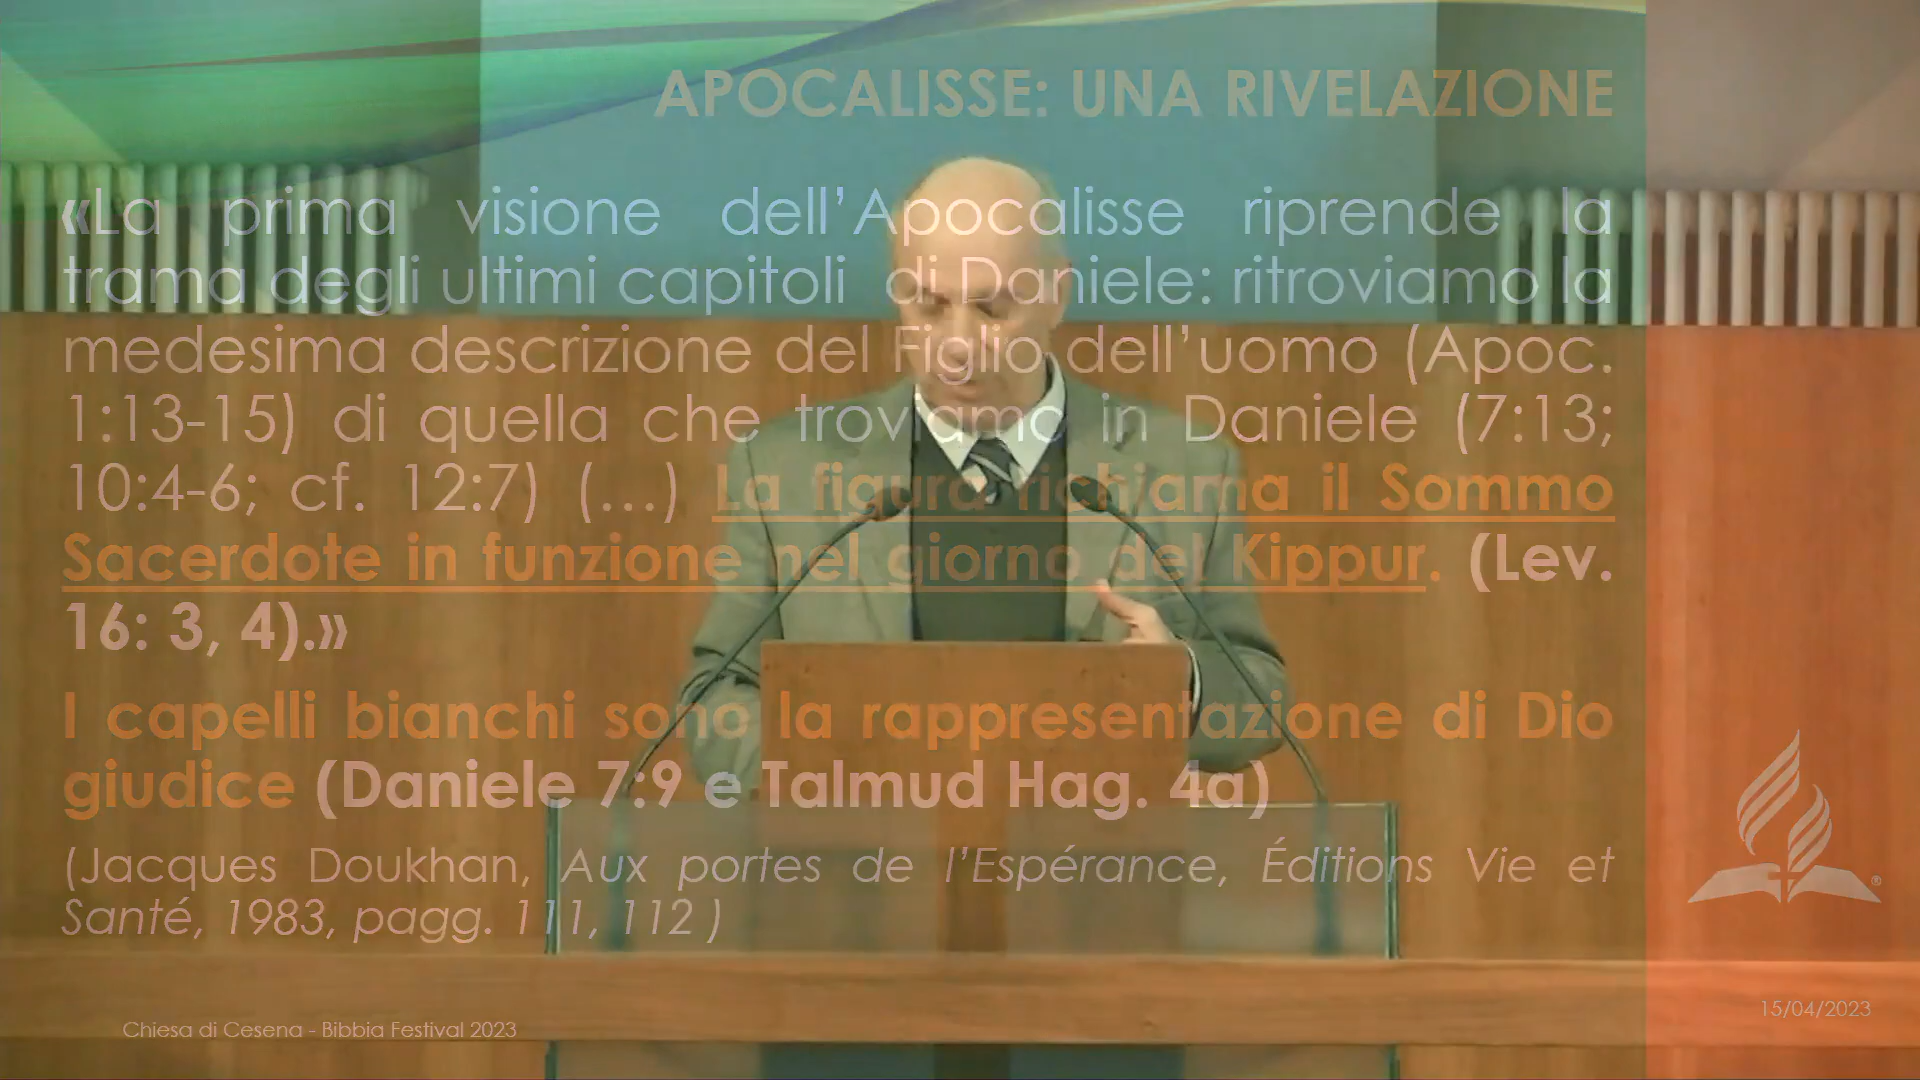 APOCALISSE: UNA RIVELAZIONE
«La prima visione dell’Apocalisse riprende la
trama degli ultimi capitoli di Daniele: ritroviamo la
medesima descrizione del Figlio dell’uomo (Apoc.
1:13-15) di quella che troviamo in Daniele (7:13;
10:4-6; cf. 12:7) (…) La figura richiama il Sommo
Sacerdote in funzione nel giorno del Kippur. (Lev.
16: 3, 4).»
I capelli bianchi sono la rappresentazione di Dio
giudice (Daniele 7:9 e Talmud Hag. 4a)
(Jacques Doukhan, Aux portes de l’Espérance, Éditions Vie et
Santé, 1983, pagg. 111, 112 )
®
15/04/2023
Chiesa di Cesena - Bibbia Festival 2023